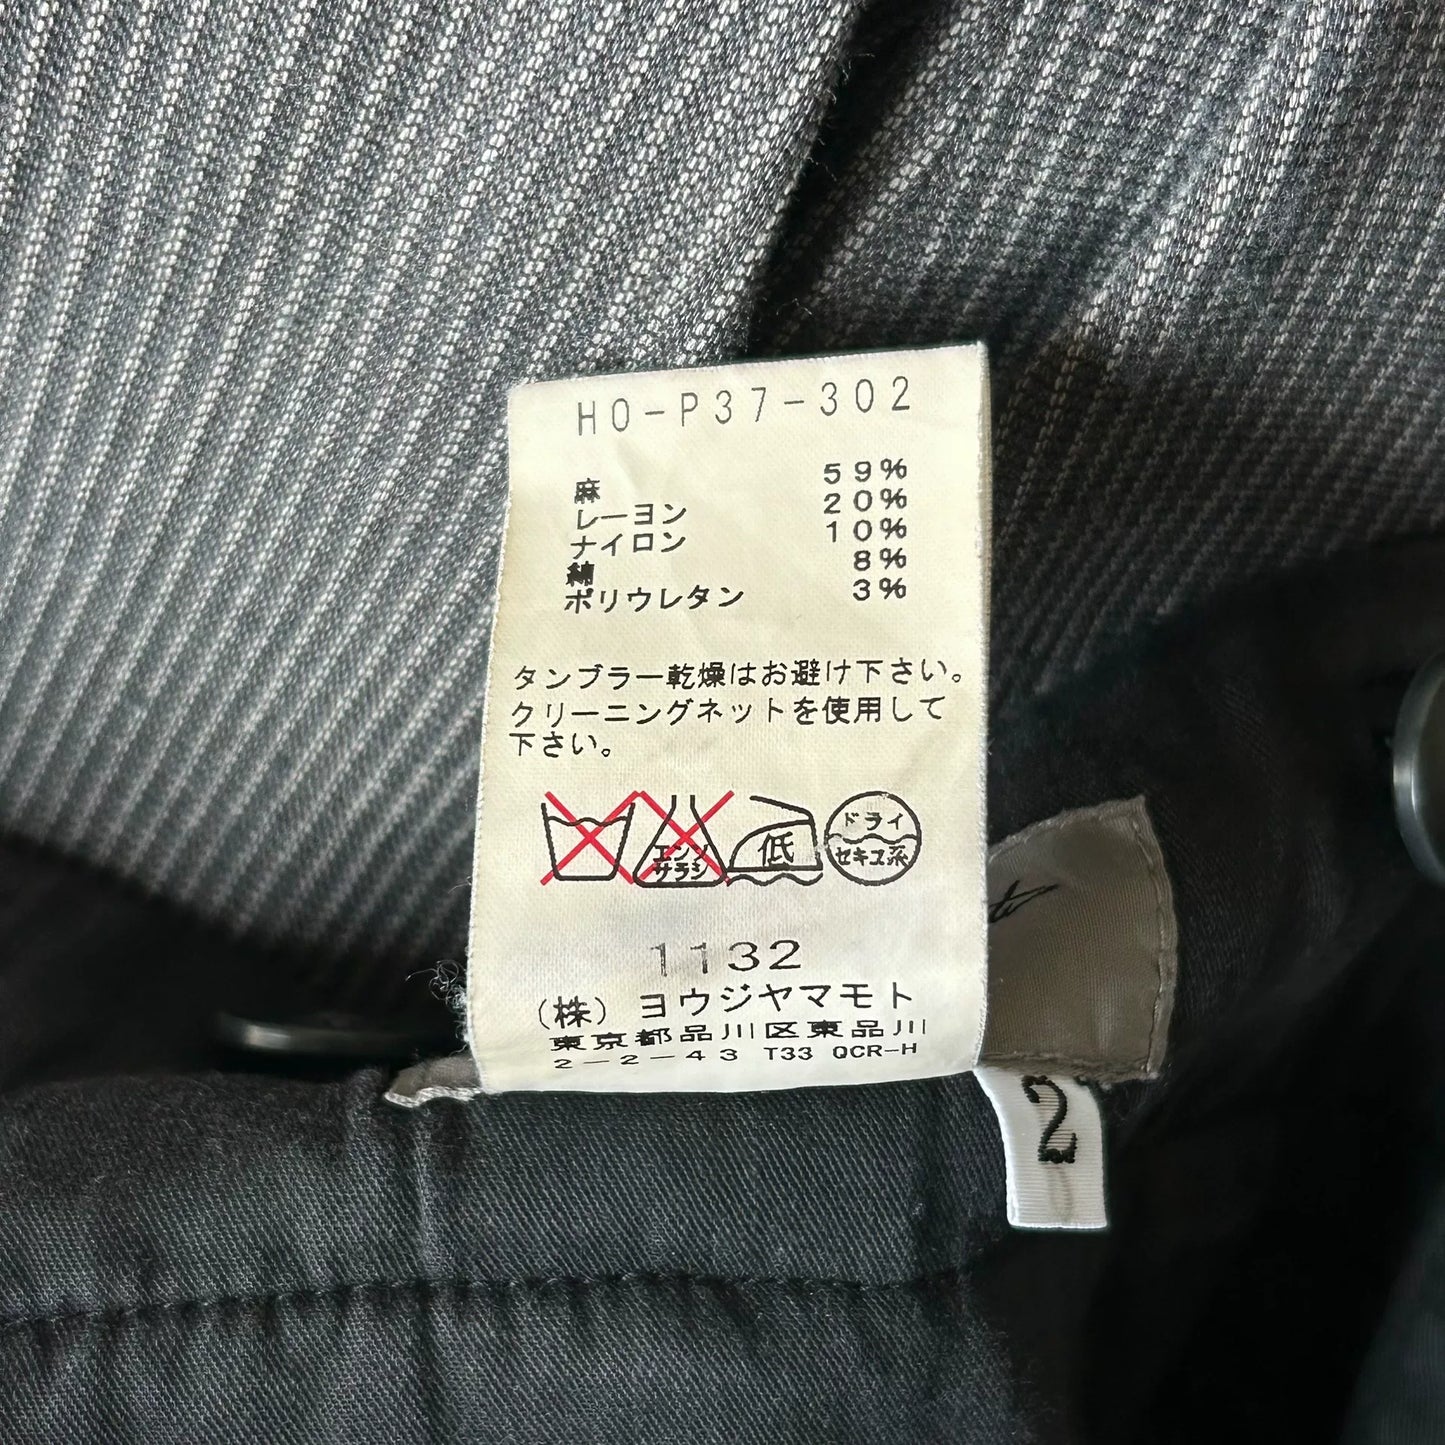 HO-P37-302
麻 59%
レーヨン 20%
ナイロン 10%
綿 8%
ポリウレタン 3%
タンブラー乾燥はお避け下さい。
クリーニングネットを使用して
下さい。
エンソ
サラシ
低
ドライ
セキユ系
1132
(株) ヨウジヤマモト
東京都品川区東品川
2-2-43 T33 QCR-H
2